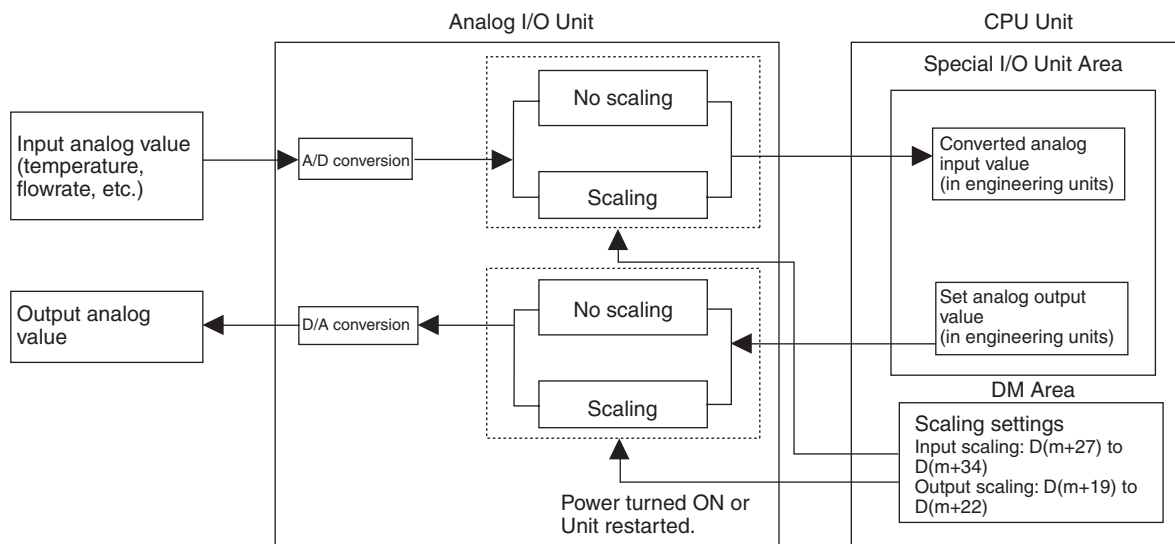 Analog I/O Unit
CPU Unit
Special I/O Unit Area
Input analog value
(temperature,
flowrate, etc.)
A/D conversion
No scaling
Scaling
Converted analog
input value
(in engineering units)
Output analog
value
D/A conversion
No scaling
Scaling
Set analog output
value
(in engineering units)
DM Area
Scaling settings
Input scaling: D(m+27) to
D(m+34)
Output scaling: D(m+19) to
D(m+22)
Power turned ON or
Unit restarted.